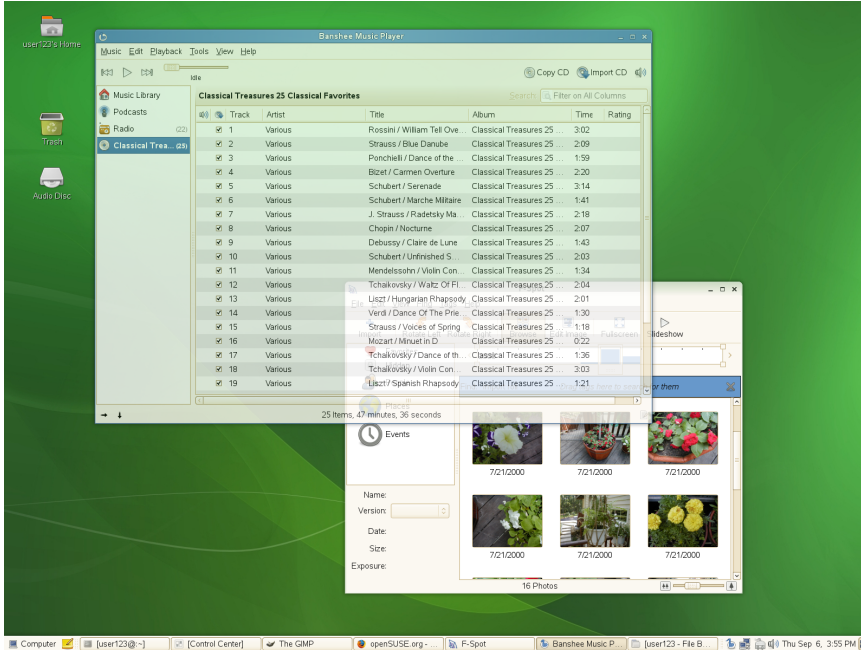 user123's Home
Trash
Audio Disc
Banshee Music Player
Music Edit Playback Tools View Help
Idle
Copy CD Import CD
Music Library
Podcasts
Radio (22)
Classical Trea... (25)
Classical Treasures 25 Classical Favorites
Search: Filter on All Columns
Track Artist Title Album Time Rating
1 Various Rossini / William Tell Ove... Classical Treasures 25 ... 3:02
2 Various Strauss / Blue Danube Classical Treasures 25 ... 2:09
3 Various Ponchielli / Dance of the ... Classical Treasures 25 ... 1:59
4 Various Bizet / Carmen Overture Classical Treasures 25 ... 2:20
5 Various Schubert / Serenade Classical Treasures 25 ... 3:14
6 Various Schubert / Marche Militaire Classical Treasures 25 ... 1:41
7 Various J. Strauss / Radetsky Ma... Classical Treasures 25 ... 2:18
8 Various Chopin / Nocturne Classical Treasures 25 ... 2:07
9 Various Debussy / Claire de Lune Classical Treasures 25 ... 1:43
10 Various Schubert / Unfinished S... Classical Treasures 25 ... 2:03
11 Various Mendelssohn / Violin Con... Classical Treasures 25 ... 1:34
12 Various Tchaikovsky / Waltz Of Fl... Classical Treasures 25 ... 2:04
13 Various Liszt / Hungarian Rhapsody Classical Treasures 25 ... 2:01
14 Various Verdi / Dance Of The Prie... Classical Treasures 25 ... 1:30
15 Various Strauss / Voices of Spring Classical Treasures 25 ... 1:18
16 Various Mozart / Minuet in D Classical Treasures 25 ... 0:22
17 Various Tchaikovsky / Dance of th... Classical Treasures 25 ... 1:36
18 Various Tchaikovsky / Violin Con... Classical Treasures 25 ... 3:03
19 Various Liszt / Spanish Rhapsody Classical Treasures 25 ... 1:21
25 Items, 47 minutes, 36 seconds
File
Import Rotate Left Rotate Right Browse Edit Image Fullscreen Slideshow
or them
Places
Events
7/21/2000 7/21/2000 7/21/2000
7/21/2000 7/21/2000 7/21/2000
Name:
Version:
Date:
Size:
Exposure:
16 Photos
Computer [user123@:~] [Control Center] The GIMP openSUSE.org - ... F-Spot Banshee Music P... [user123 - File B... Thu Sep 6, 3:55 PM